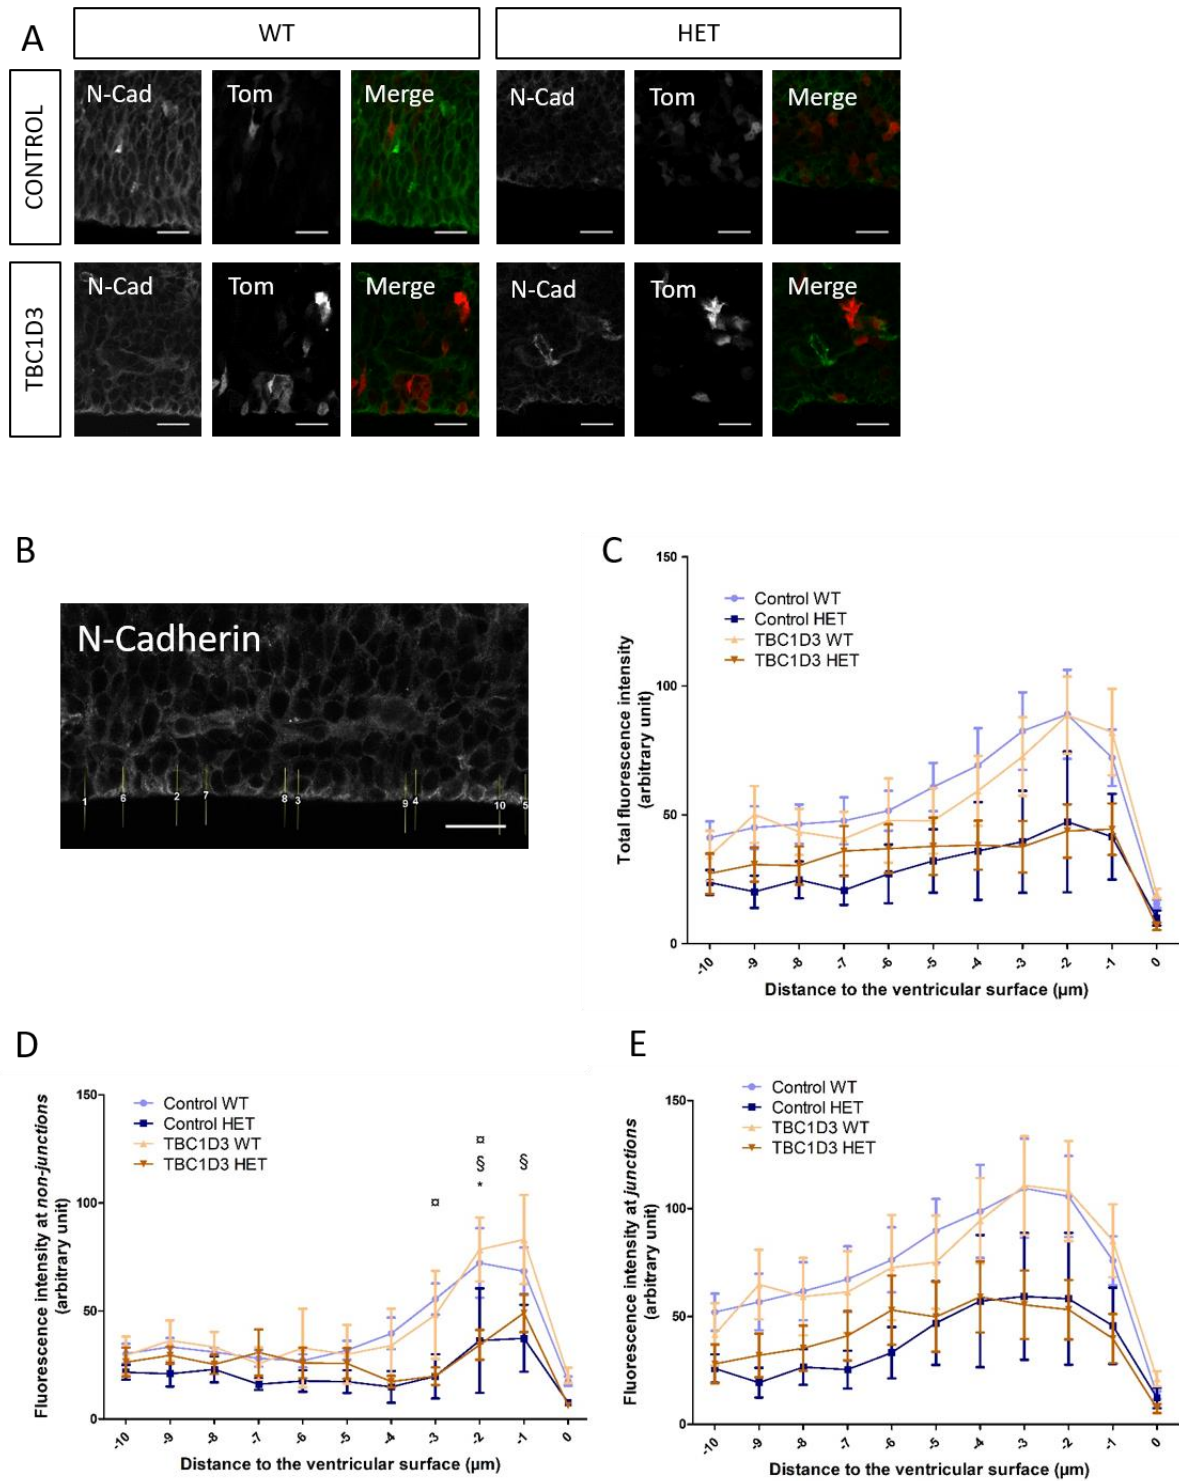 A
WT
HET
CONTROL
N-Cad
Tom
Merge
N-Cad
Tom
Merge
TBC1D3
N-Cad
Tom
Merge
N-Cad
Tom
Merge
B
N-Cadherin
1
6
2
7
8
3
9
4
10
5
C
150
100
50
0
Control WT
Control HET
TBC1D3 WT
TBC1D3 HET
Total fluorescence intensity
(arbitrary unit)
-10
-9
-8
-7
-6
-5
-4
-3
-2
-1
0
Distance to the ventricular surface (µm)
D
150
100
50
0
Control WT
Control HET
TBC1D3 WT
TBC1D3 HET
¤
§
*
§
¤
Fluorescence intensity at non-junctions
(arbitrary unit)
-10
-9
-8
-7
-6
-5
-4
-3
-2
-1
0
Distance to the ventricular surface (µm)
E
150
100
50
0
Control WT
Control HET
TBC1D3 WT
TBC1D3 HET
Fluorescence intensity at junctions
(arbitrary unit)
-10
-9
-8
-7
-6
-5
-4
-3
-2
-1
0
Distance to the ventricular surface (µm)